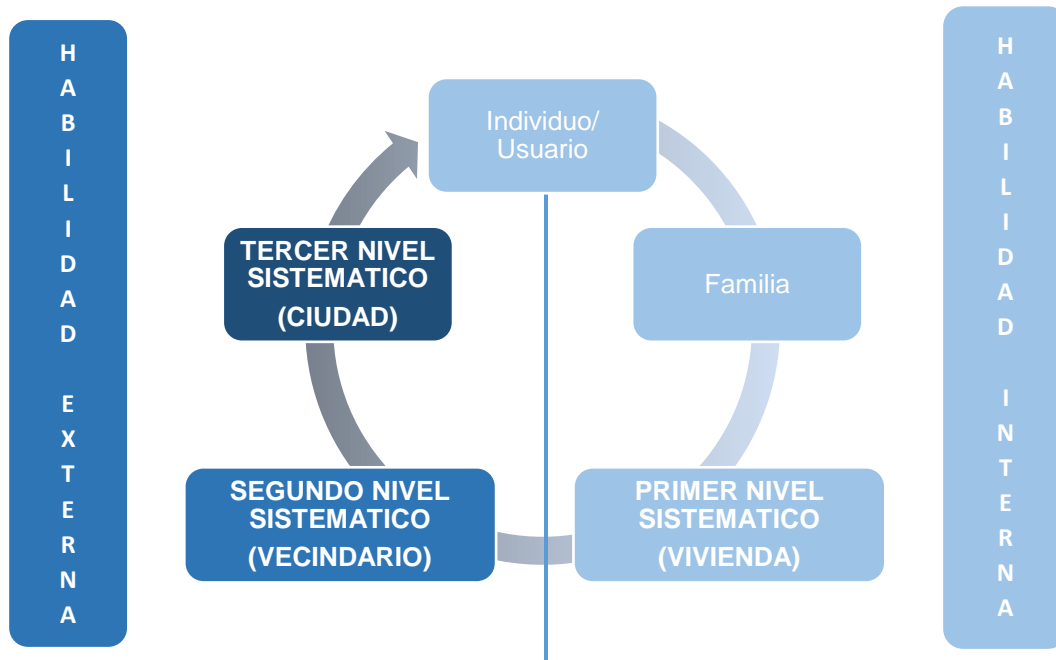 HABILIDAD EXTERNA
Individuo/
Usuario
TERCER NIVEL
SISTEMATICO
(CIUDAD)
Familia
SEGUNDO NIVEL
SISTEMATICO
(VECINDARIO)
PRIMER NIVEL
SISTEMATICO
(VIVIENDA)
HABILIDAD INTERNA